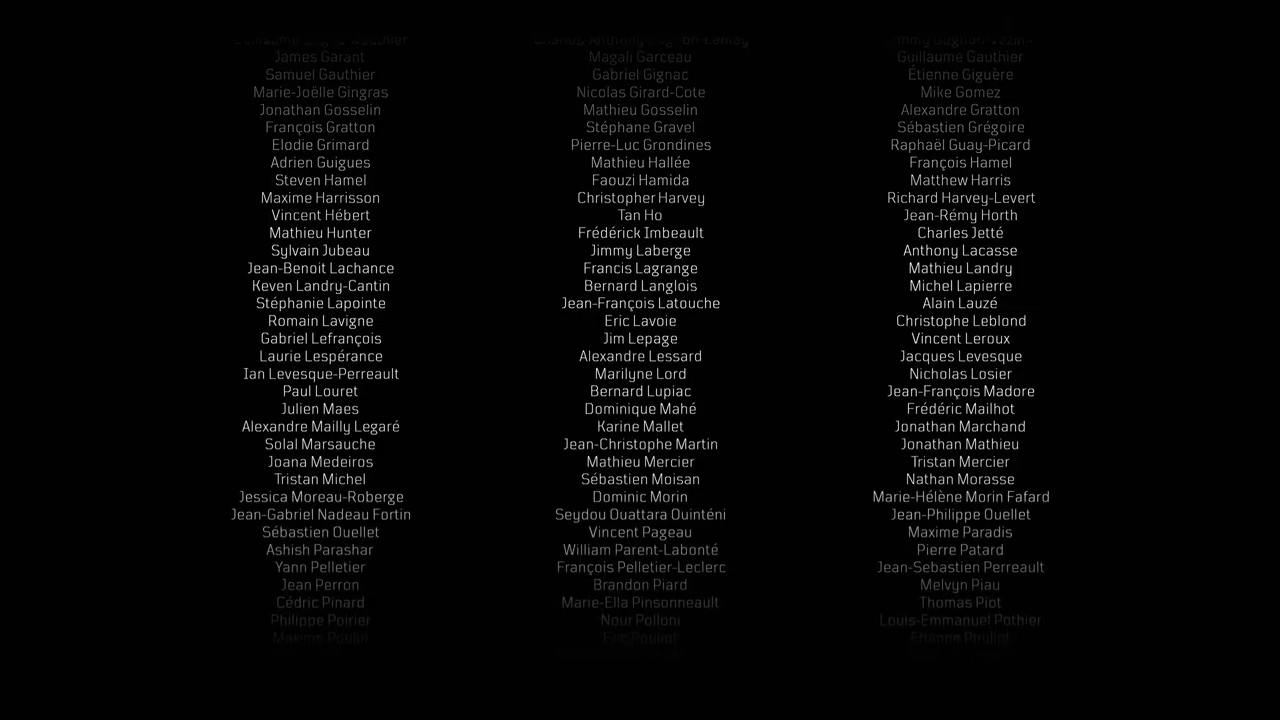 James Garant Magali Garceau Guillaume Gauthier
Samuel Gauthier Gabriel Gignac Étienne Giguère
Marie-Joëlle Gingras Nicolas Girard-Cote Mike Gomez
Jonathan Gosselin Mathieu Gosselin Alexandre Gratton
François Gratton Stéphane Gravel Sébastien Grégoire
Elodie Grimard Pierre-Luc Grondines Raphaël Guay-Picard
Adrien Guigues Mathieu Hallée François Hamel
Steven Hamel Faouzi Hamida Matthew Harris
Maxime Harrisson Christopher Harvey Richard Harvey-Levert
Vincent Hébert Tan Ho Jean-Rémy Horth
Mathieu Hunter Frédérick Imbeault Charles Jetté
Sylvain Jubeau Jimmy Laberge Anthony Lacasse
Jean-Benoit Lachance Francis Lagrange Mathieu Landry
Keven Landry-Cantin Bernard Langlois Michel Lapierre
Stéphanie Lapointe Jean-François Latouche Alain Lauzé
Romain Lavigne Eric Lavoie Christophe Leblond
Gabriel Lefrançois Jim Lepage Vincent Leroux
Laurie Lespérance Alexandre Lessard Jacques Levesque
Ian Levesque-Perreault Marilyne Lord Nicholas Losier
Paul Louret Bernard Lupiac Jean-François Madore
Julien Maes Dominique Mahé Frédéric Mailhot
Alexandre Mailly Legaré Karine Mallet Jonathan Marchand
Solal Marsauche Jean-Christophe Martin Jonathan Mathieu
Joana Medeiros Mathieu Mercier Tristan Mercier
Tristan Michel Sébastien Moisan Nathan Morasse
Jessica Moreau-Roberge Dominic Morin Marie-Hélène Morin Fafard
Jean-Gabriel Nadeau Fortin Seydou Ouattara Ouinténi Jean-Philippe Ouellet
Sébastien Ouellet Vincent Pageau Maxime Paradis
Ashish Parashar William Parent-Labonté Pierre Patard
Yann Pelletier François Pelletier-Leclerc Jean-Sebastien Perreault
Jean Perron Brandon Piard Melvyn Piau
Cédric Pinard Marie-Ella Pinsonneault Thomas Piot
Philippe Poirier Nour Polloni Louis-Emmanuel Pothier
Maxime Poulin Eric Pouliot Etienne Pouliot